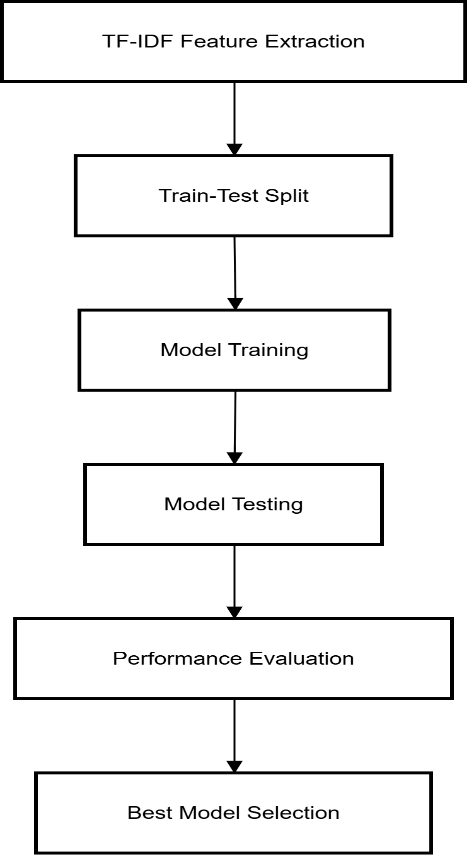 TF-IDF Feature Extraction
Train-Test Split
Model Training
Model Testing
Performance Evaluation
Best Model Selection